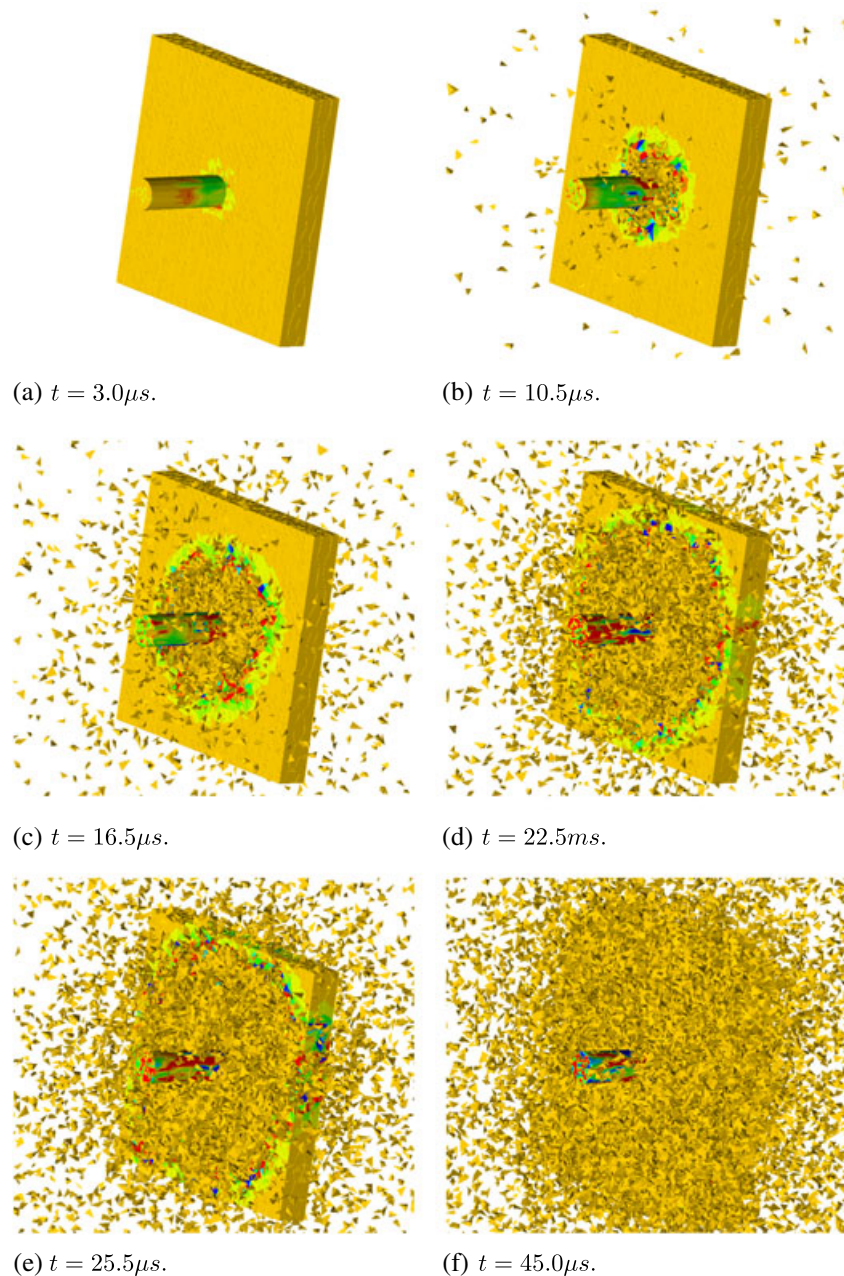 (a) t = 3.0μs.
(b) t = 10.5μs.
(c) t = 16.5μs.
(d) t = 22.5ms.
(e) t = 25.5μs.
(f) t = 45.0μs.